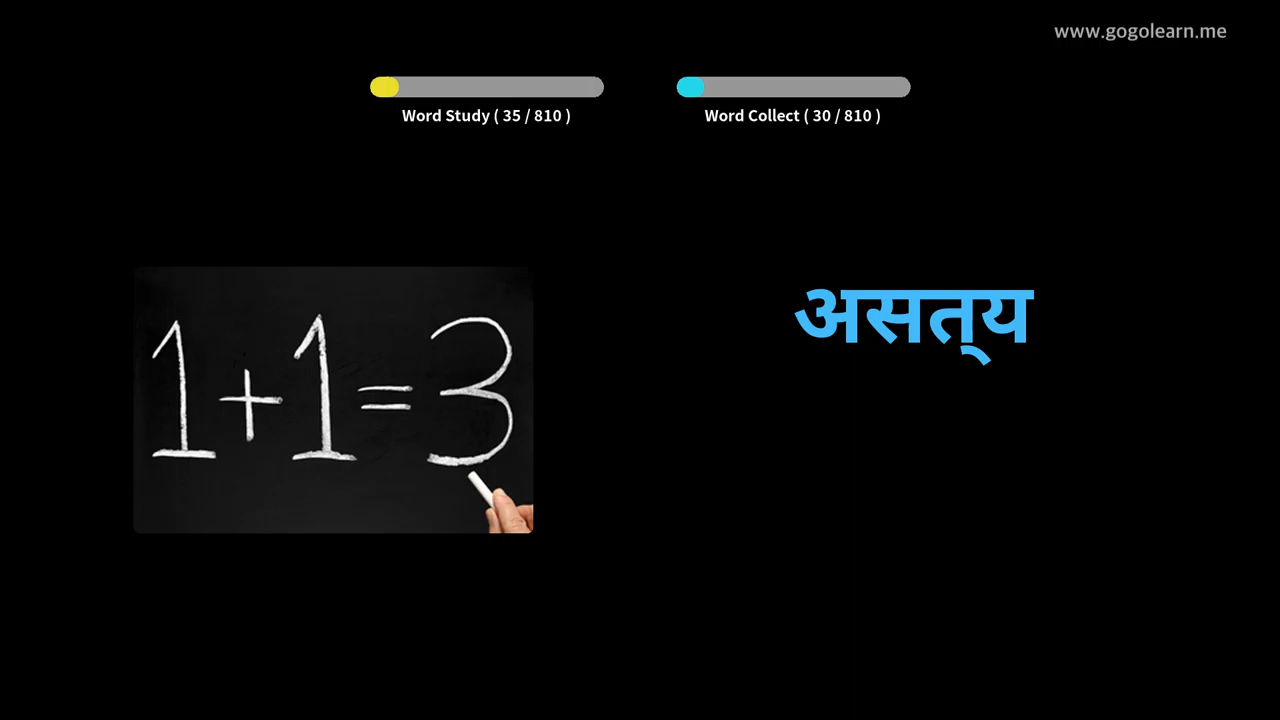 www.gogolearn.me
Word Study ( 35 / 810 )
Word Collect ( 30 / 810 )
1+1=3
असत्‌य